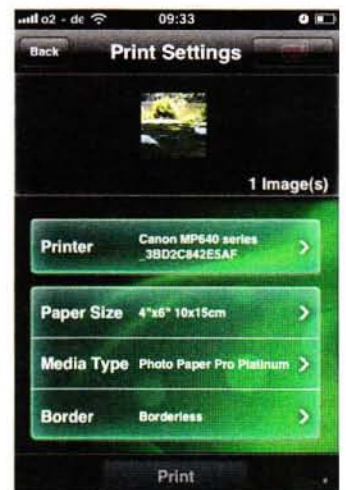 o2 - de 09:33
Back Print Settings
1 Image(s)
Printer Canon MP640 series
_3BD2C842E5AF
Paper Size 4"x6" 10x15cm
Media Type Photo Paper Pro Platinum
Border Borderless
Print